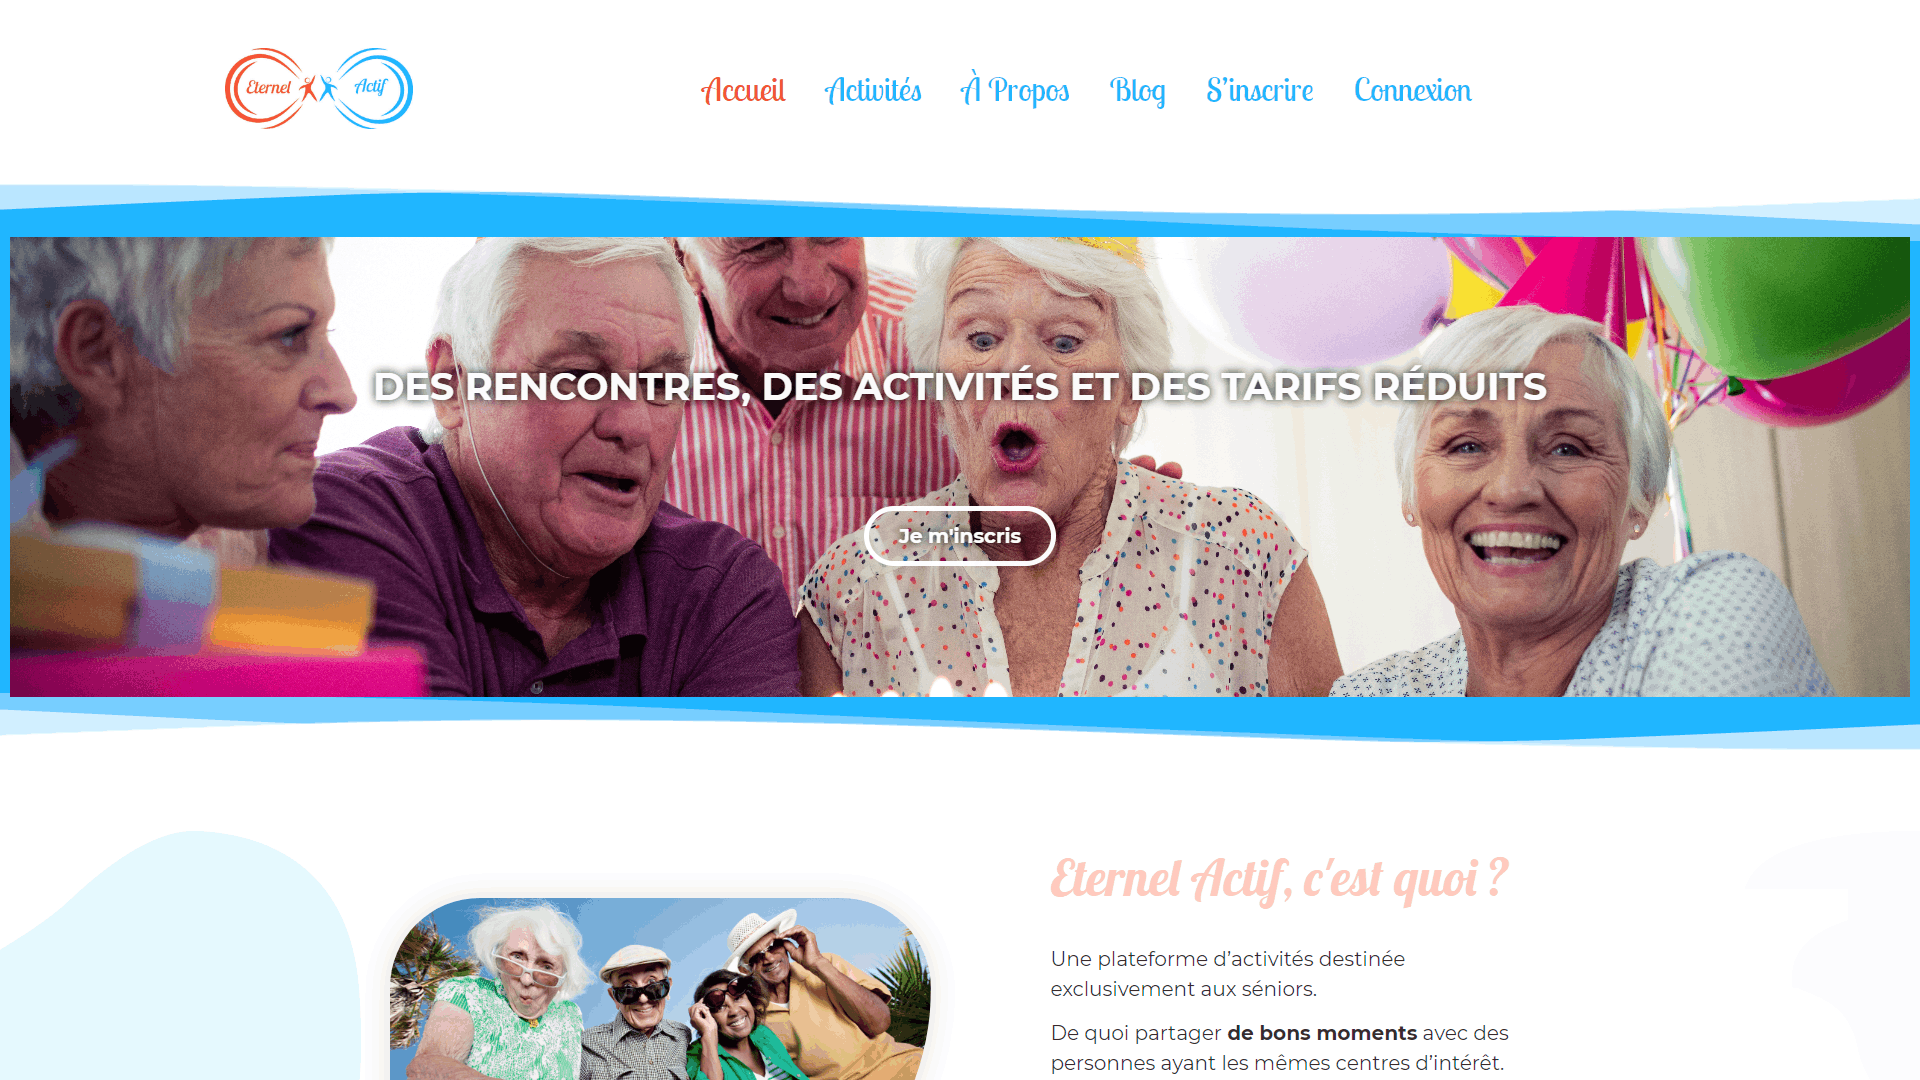 Eternel Actif
Accueil Activités À Propos Blog S'inscrire Connexion
DES RENCONTRES, DES ACTIVITÉS ET DES TARIFS RÉDUITS
Je m'inscris
Eternel Actif, c'est quoi ?
Une plateforme d’activités destinée
exclusivement aux séniors.
De quoi partager de bons moments avec des
personnes ayant les mêmes centres d’intérêt.